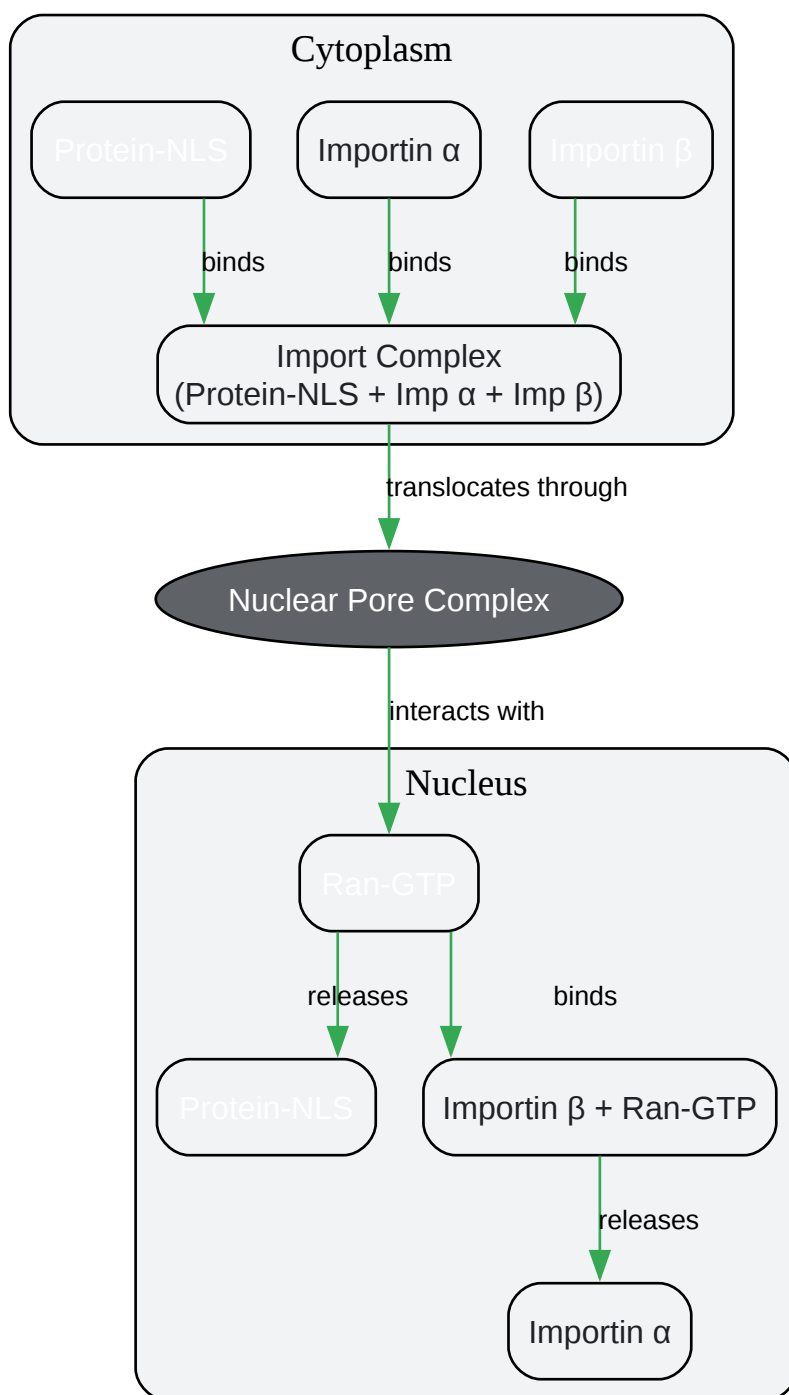 Cytoplasm
Protein-NLS
Importin α
Importin β
binds
binds
binds
Import Complex
(Protein-NLS + Imp α + Imp β)
translocates through
Nuclear Pore Complex
interacts with
Nucleus
Ran-GTP
releases
binds
Protein-NLS
Importin β + Ran-GTP
releases
Importin α